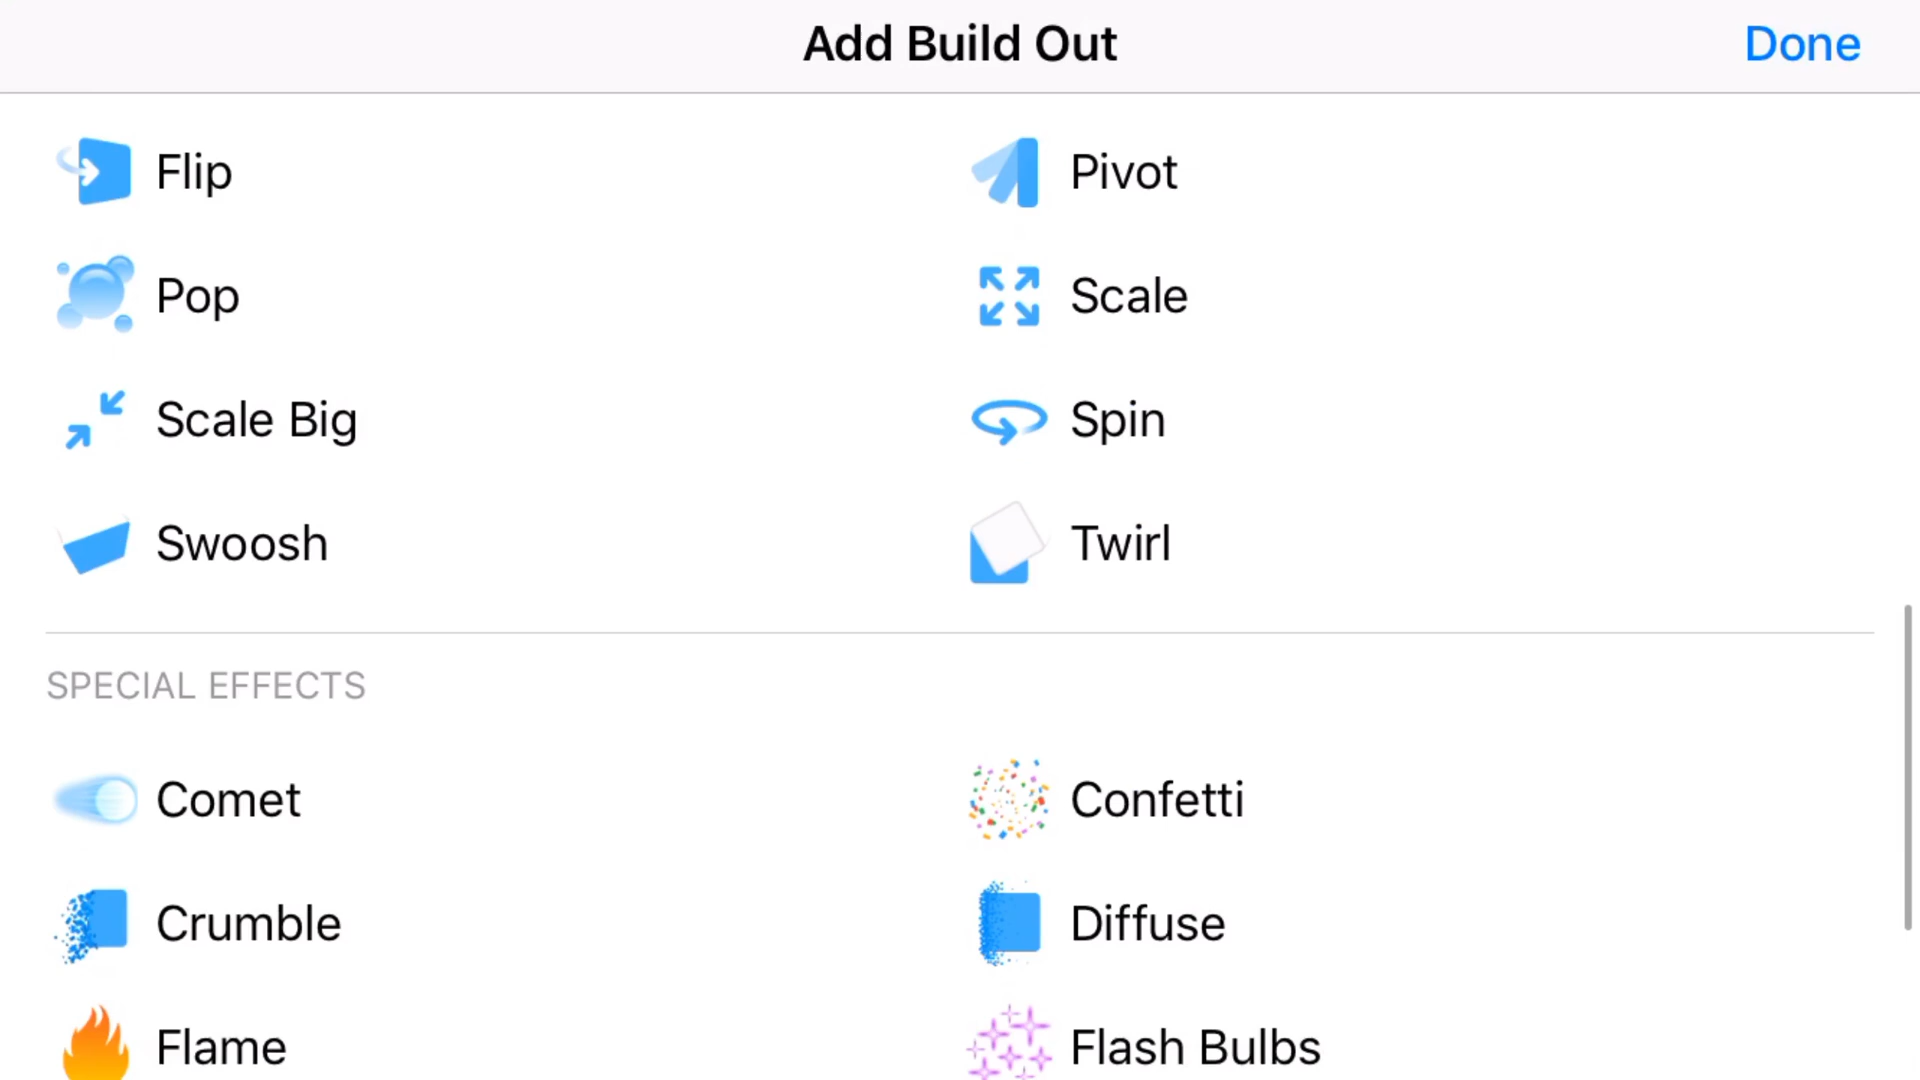 Add Build Out
Done
Flip
Pivot
Pop
Scale
Scale Big
Spin
Swoosh
Twirl
SPECIAL EFFECTS
Comet
Confetti
Crumble
Diffuse
Flame
Flash Bulbs